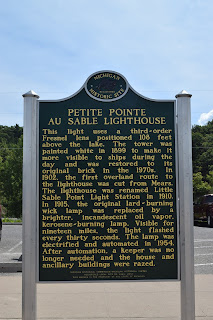 MICHIGAN
HISTORIC SITE
PETITE POINTE
AU SABLE LIGHTHOUSE
This light uses a third-order
Fresnel lens positioned 106 feet
above the lake. The tower was
painted white in 1899 to make it
more visible to ships during the
day and was restored to its
original brick in the 1970s. In
1902, the first overland route to
the lighthouse was cut from Mears.
The lighthouse was renamed Little
Sable Point Light Station in 1910.
In 1915, the original lard-burning
wick lamp was replaced by a
brighter, incandescent oil vapor,
kerosene-burning lamp. Visible for
nineteen miles, the light flashed
every thirty seconds. The lamp was
electrified and automated in 1954.
After automation, a keeper was no
longer needed and the house and
ancillary buildings were razed.